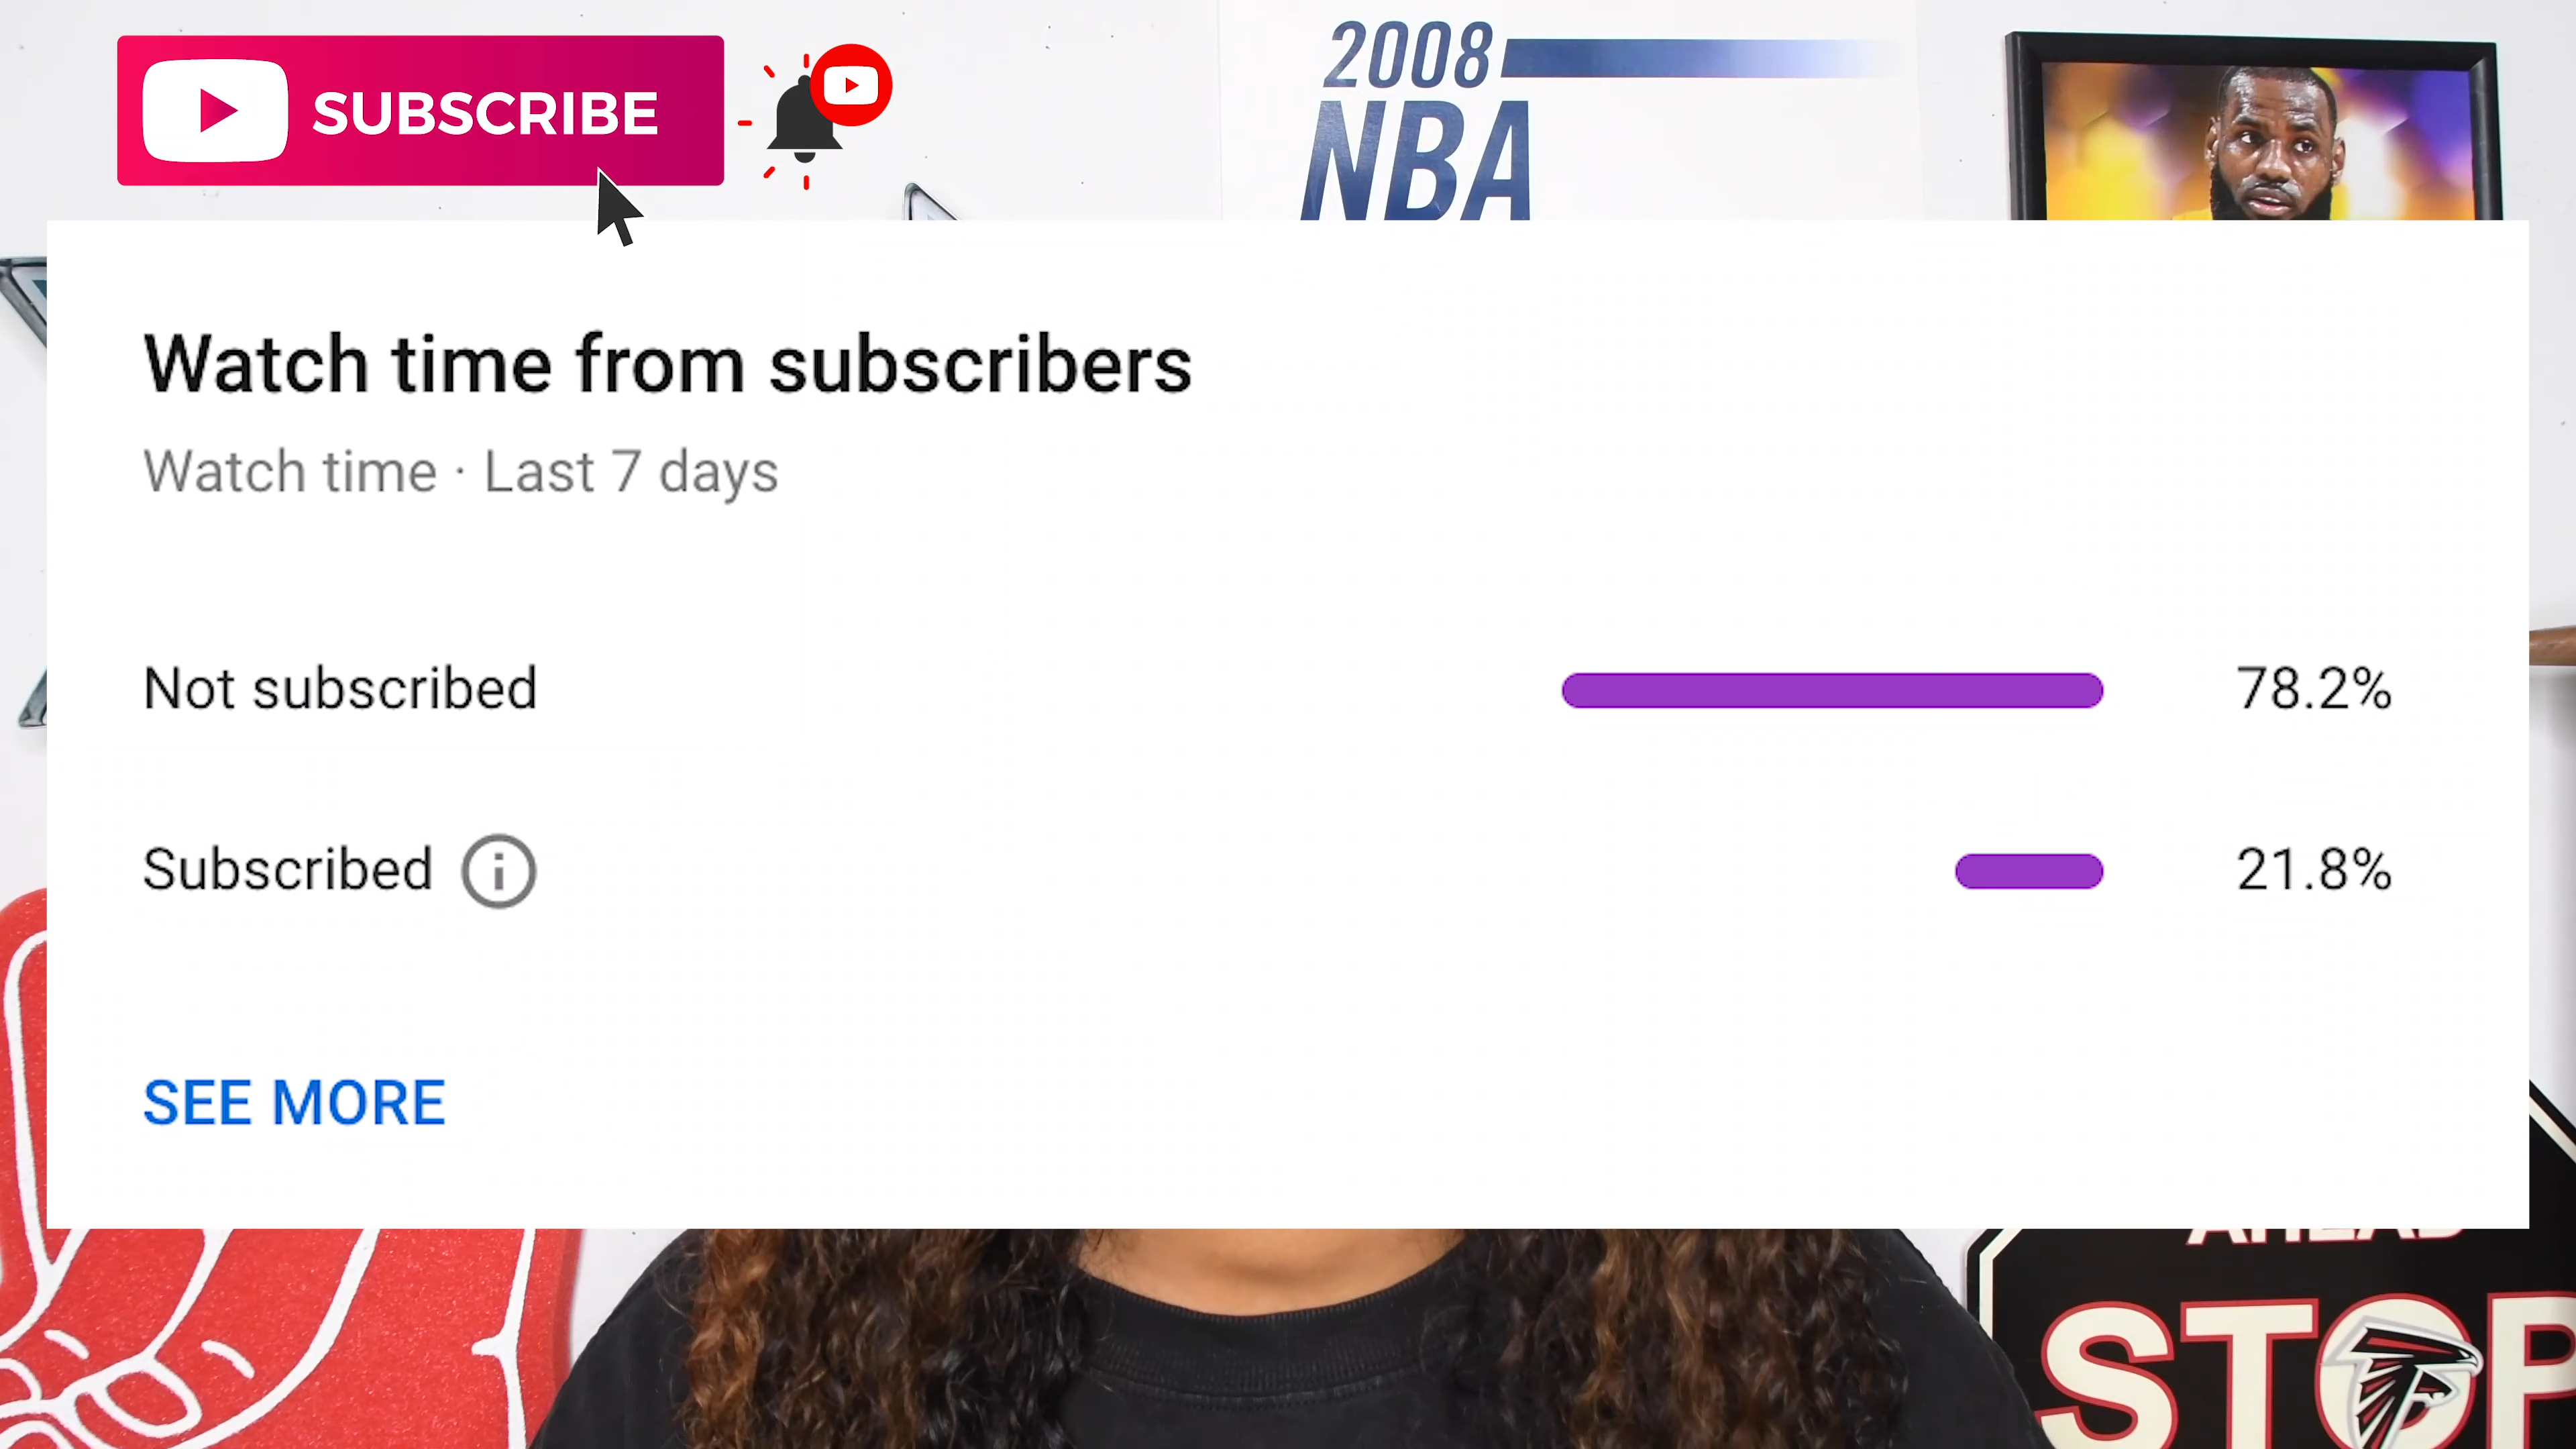 SUBSCRIBE
2008
NBA
Watch time from subscribers
Watch time · Last 7 days
Not subscribed
78.2%
Subscribed
21.8%
SEE MORE
AHEAD
STOP